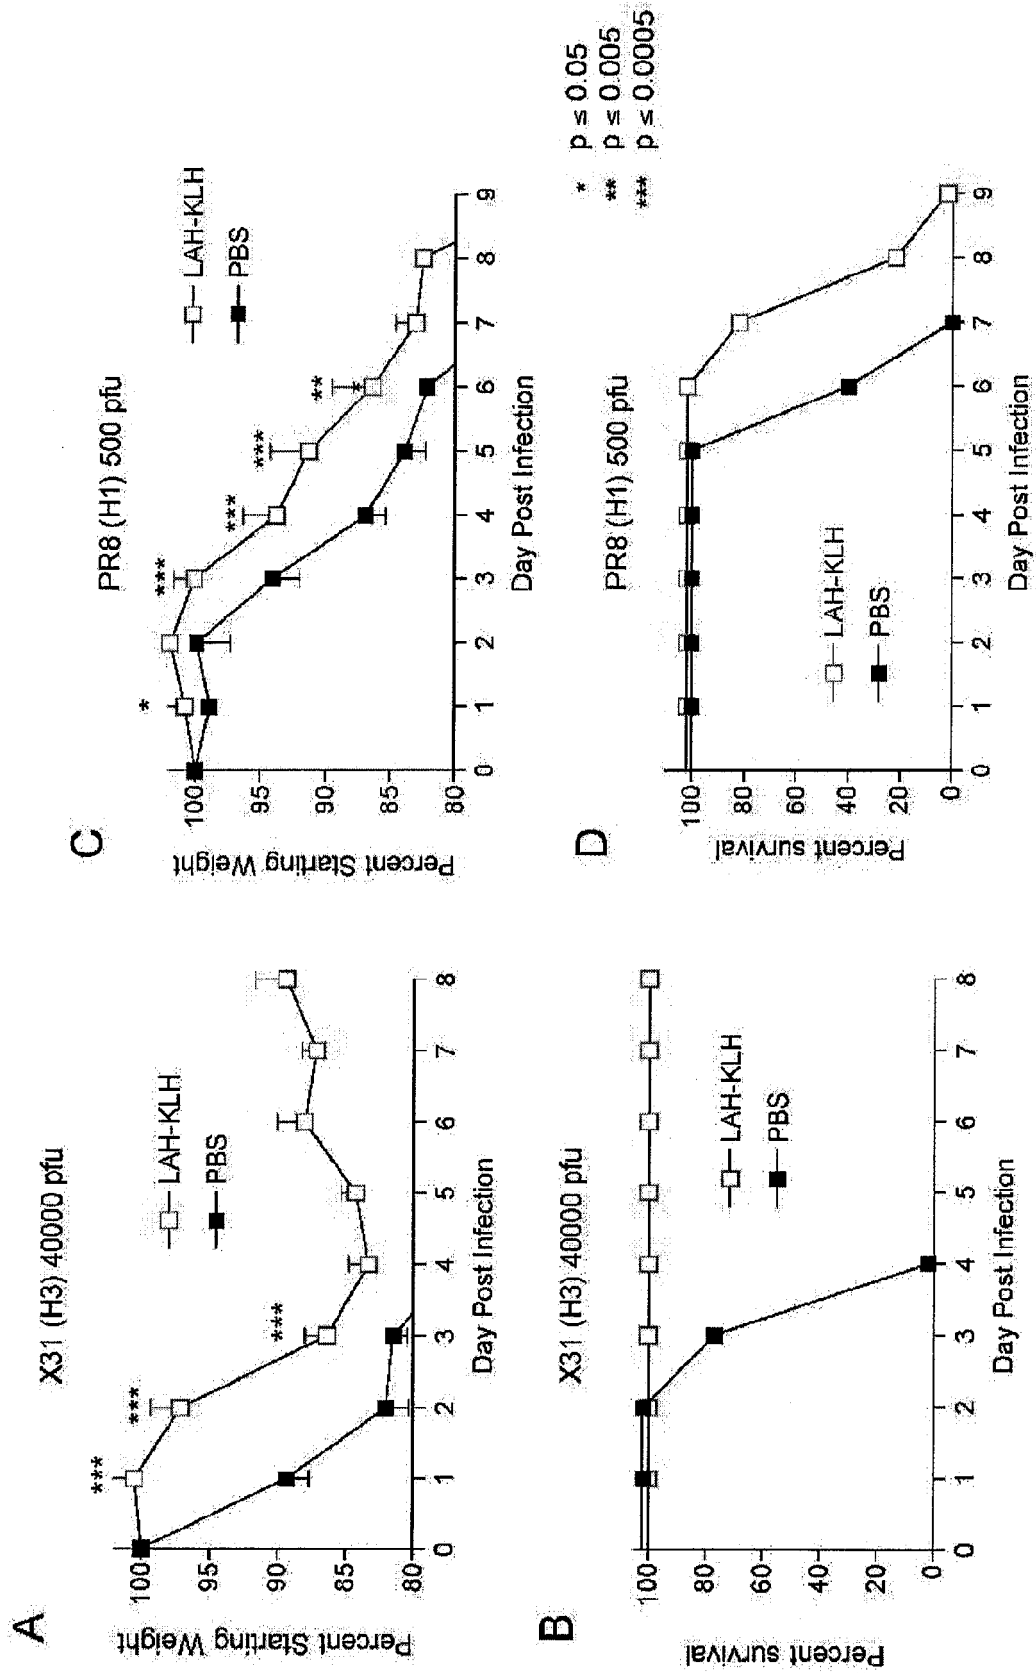 A
X31 (H3) 40000 pfu
Percent Starting Weight
100
95
90
85
80
***
***
***
LAH-KLH
PBS
0 1 2 3 4 5 6 7 8
Day Post Infection
B
X31 (H3) 40000 pfu
Percent survival
100
80
60
40
20
0
LAH-KLH
PBS
0 1 2 3 4 5 6 7 8
Day Post Infection
C
PR8 (H1) 500 pfu
Percent Starting Weight
100
95
90
85
80
*
***
***
***
**
*
LAH-KLH
PBS
0 1 2 3 4 5 6 7 8 9
Day Post Infection
D
PR8 (H1) 500 pfu
Percent survival
100
80
60
40
20
0
LAH-KLH
PBS
0 1 2 3 4 5 6 7 8 9
Day Post Infection
* p ≤ 0.05
** p ≤ 0.005
*** p ≤ 0.0005